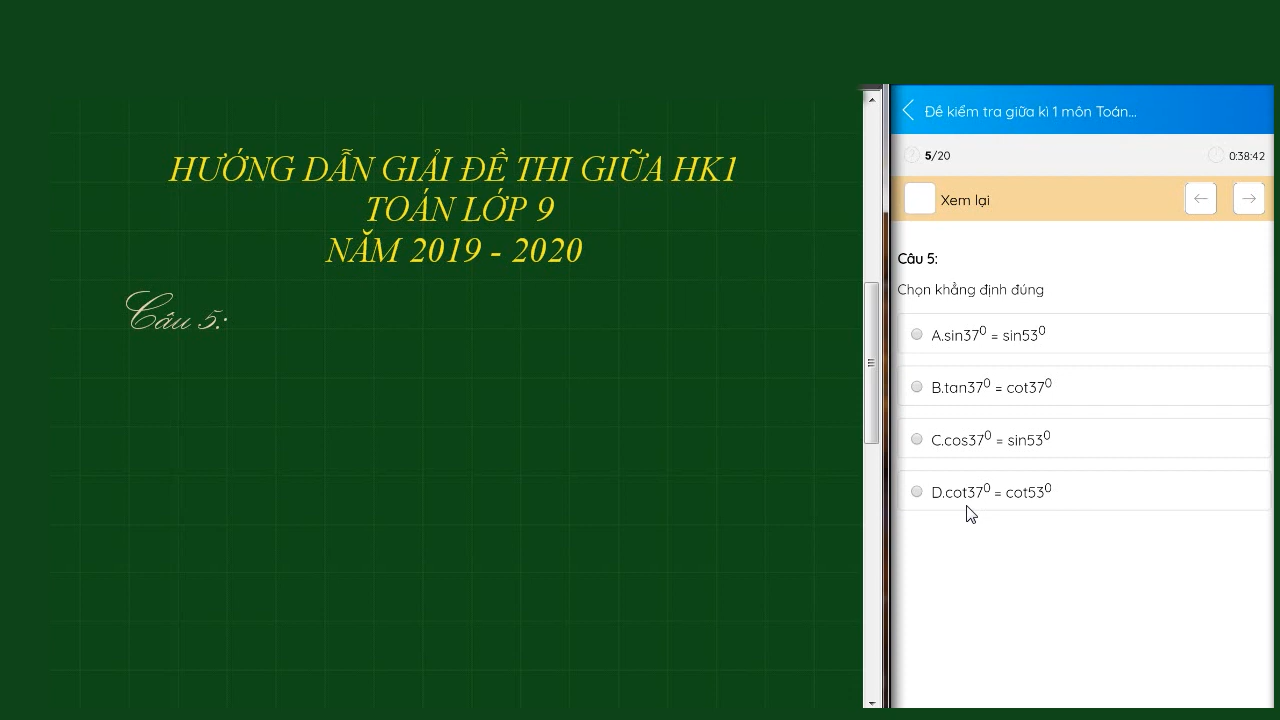 HƯỚNG DẪN GIẢI ĐỀ THI GIỮA HK1
TOÁN LỚP 9
NĂM 2019 - 2020
Câu 5:
Đề kiểm tra giữa kì 1 môn Toán...
5/20
0:38:42
Xem lại
Câu 5:
Chọn khẳng định đúng
A.sin37⁰ = sin53⁰
B.tan37⁰ = cot37⁰
C.cos37⁰ = sin53⁰
D.cot37⁰ = cot53⁰